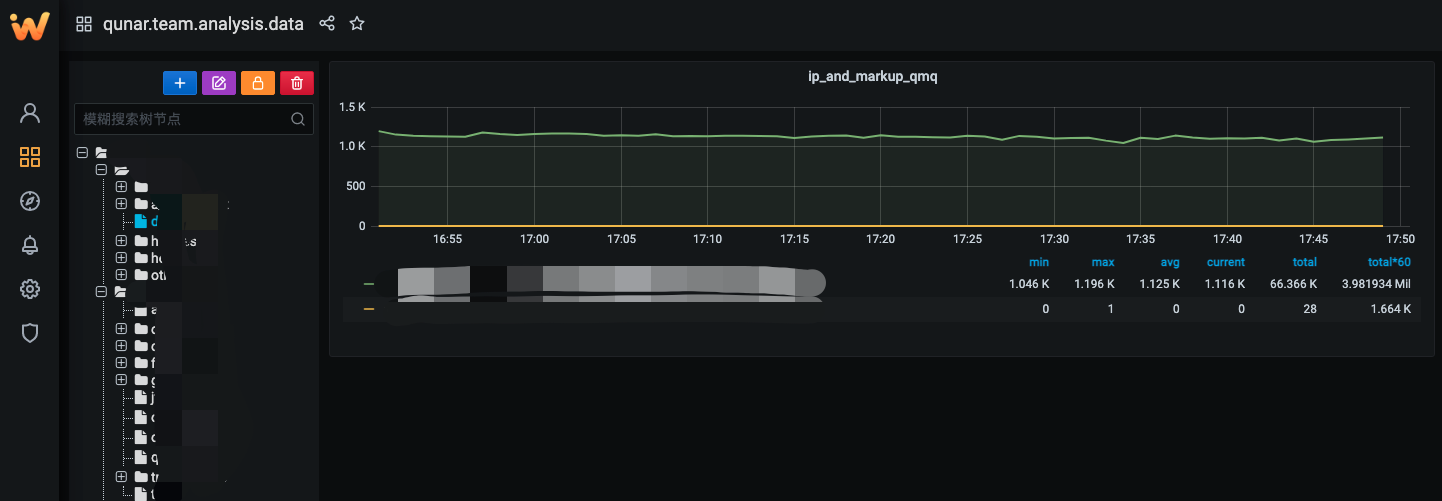 qunar.team.analysis.data
模糊搜索树节点
ip_and_markup_qmq
1.5 K
1.0 K
500
0
16:55 17:00 17:05 17:10 17:15 17:20 17:25 17:30 17:35 17:40 17:45 17:50
min max avg current total total*60
1.046 K 1.196 K 1.125 K 1.116 K 66.366 K 3.981934 Mil
0 1 0 0 28 1.664 K